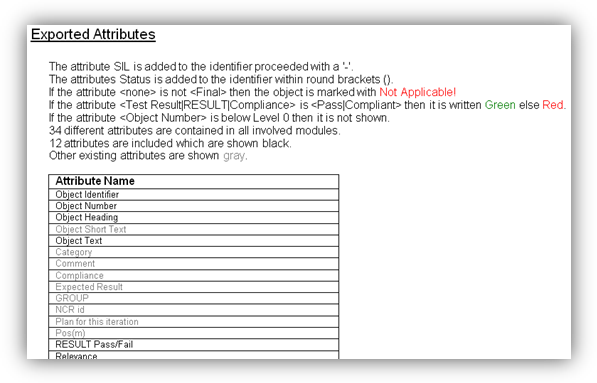 Exported Attributes
The attribute SIL is added to the identifier proceeded with a '-'.
The attributes Status is added to the identifier within round brackets ().
If the attribute <none> is not <Final> then the object is marked with Not Applicable!
If the attribute <Test Result|RESULT|Compliance> is <Pass|Compliant> then it is written Green else Red.
If the attribute <Object Number> is below Level 0 then it is not shown.
34 different attributes are contained in all involved modules.
12 attributes are included which are shown black.
Other existing attributes are shown gray.
Attribute Name
Object Identifier
Object Number
Object Heading
Object Short Text
Object Text
Category
Comment
Compliance
Expected Result
GROUP
NCR id
Plan for this iteration
Pos(m)
RESULT Pass/Fail
Relevance